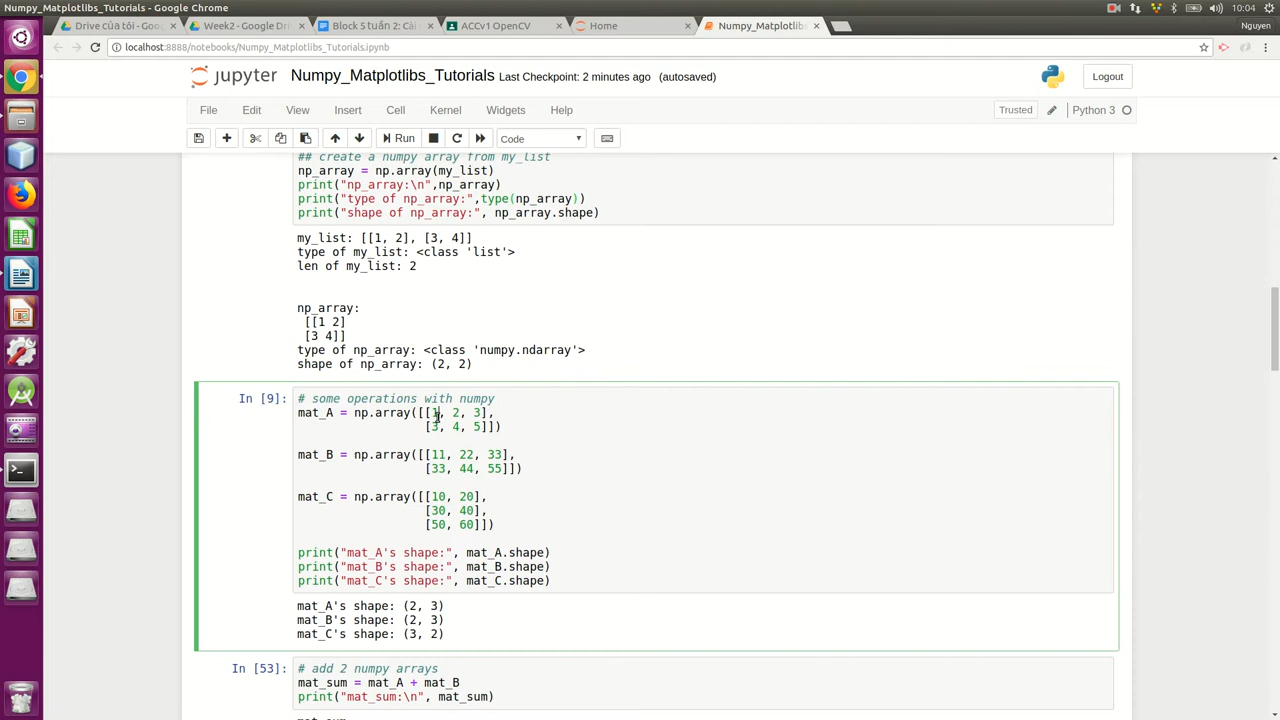 Numpy_Matplotlibs_Tutorials - Google Chrome
10:04
Drive của tôi - Goog
Week2 - Google Dri
Block 5 tuần 2: Cài
ACCv1 OpenCV
Home
Numpy_Matplotlibs_
Nguyen
localhost:8888/notebooks/Numpy_Matplotlibs_Tutorials.ipynb
jupyter Numpy_Matplotlibs_Tutorials Last Checkpoint: 2 minutes ago (autosaved)
Logout
File Edit View Insert Cell Kernel Widgets Help
Trusted Python 3
Run Code
## create a numpy array from my_list
np_array = np.array(my_list)
print("np_array:\n",np_array)
print("type of np_array:",type(np_array))
print("shape of np_array:", np_array.shape)
my_list: [[1, 2], [3, 4]]
type of my_list: <class 'list'>
len of my_list: 2
np_array:
[[1 2]
[3 4]]
type of np_array: <class 'numpy.ndarray'>
shape of np_array: (2, 2)
In [9]: # some operations with numpy
mat_A = np.array([[1, 2, 3],
[3, 4, 5]])
mat_B = np.array([[11, 22, 33],
[33, 44, 55]])
mat_C = np.array([[10, 20],
[30, 40],
[50, 60]])
print("mat_A's shape:", mat_A.shape)
print("mat_B's shape:", mat_B.shape)
print("mat_C's shape:", mat_C.shape)
mat_A's shape: (2, 3)
mat_B's shape: (2, 3)
mat_C's shape: (3, 2)
In [53]: # add 2 numpy arrays
mat_sum = mat_A + mat_B
print("mat_sum:\n", mat_sum)